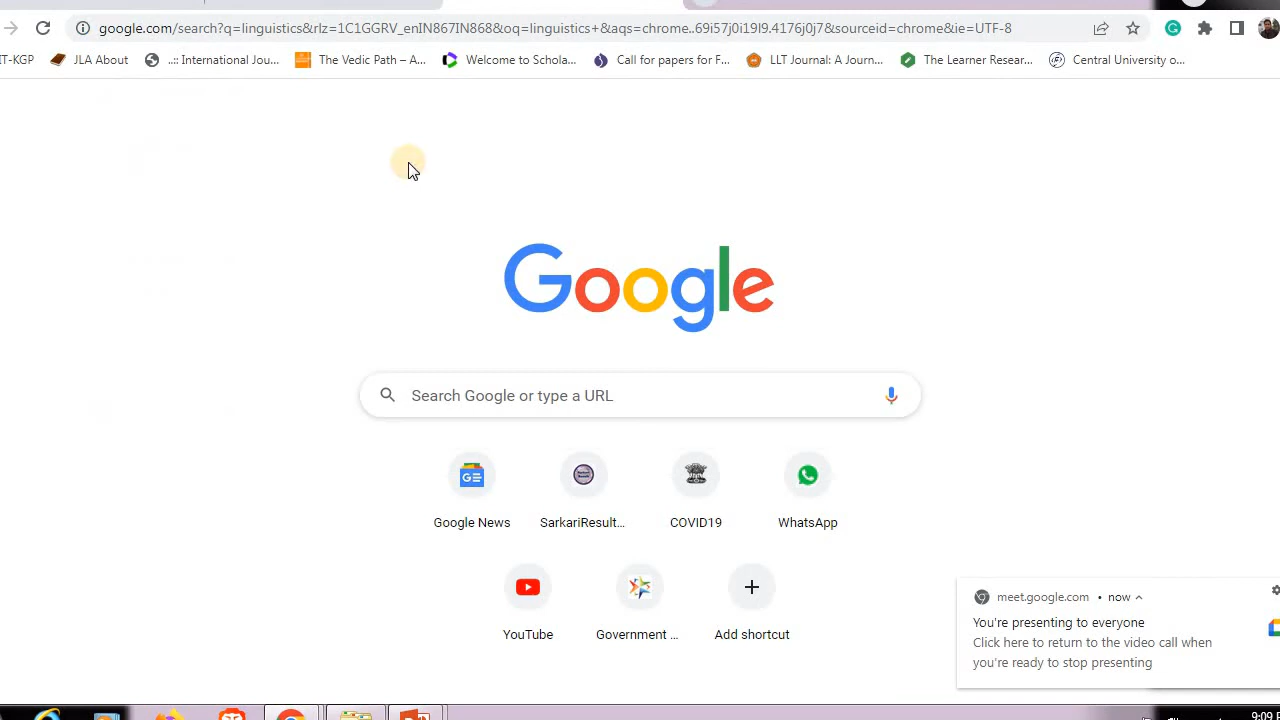 google.com/search?q=linguistics&rlz=1C1GGRV_enIN867IN868&oq=linguistics+&aqs=chrome..69i57j0i19l9.4176j0j7&sourceid=chrome&ie=UTF-8
JLA About
..:: International Jou...
The Vedic Path – A...
Welcome to Schola...
Call for papers for F...
LLT Journal: A Journ...
The Learner Resear...
Central University o...
Google
Search Google or type a URL
Google News
SarkariResult...
COVID19
WhatsApp
YouTube
Government ...
Add shortcut
meet.google.com • now
You're presenting to everyone
Click here to return to the video call when
you're ready to stop presenting